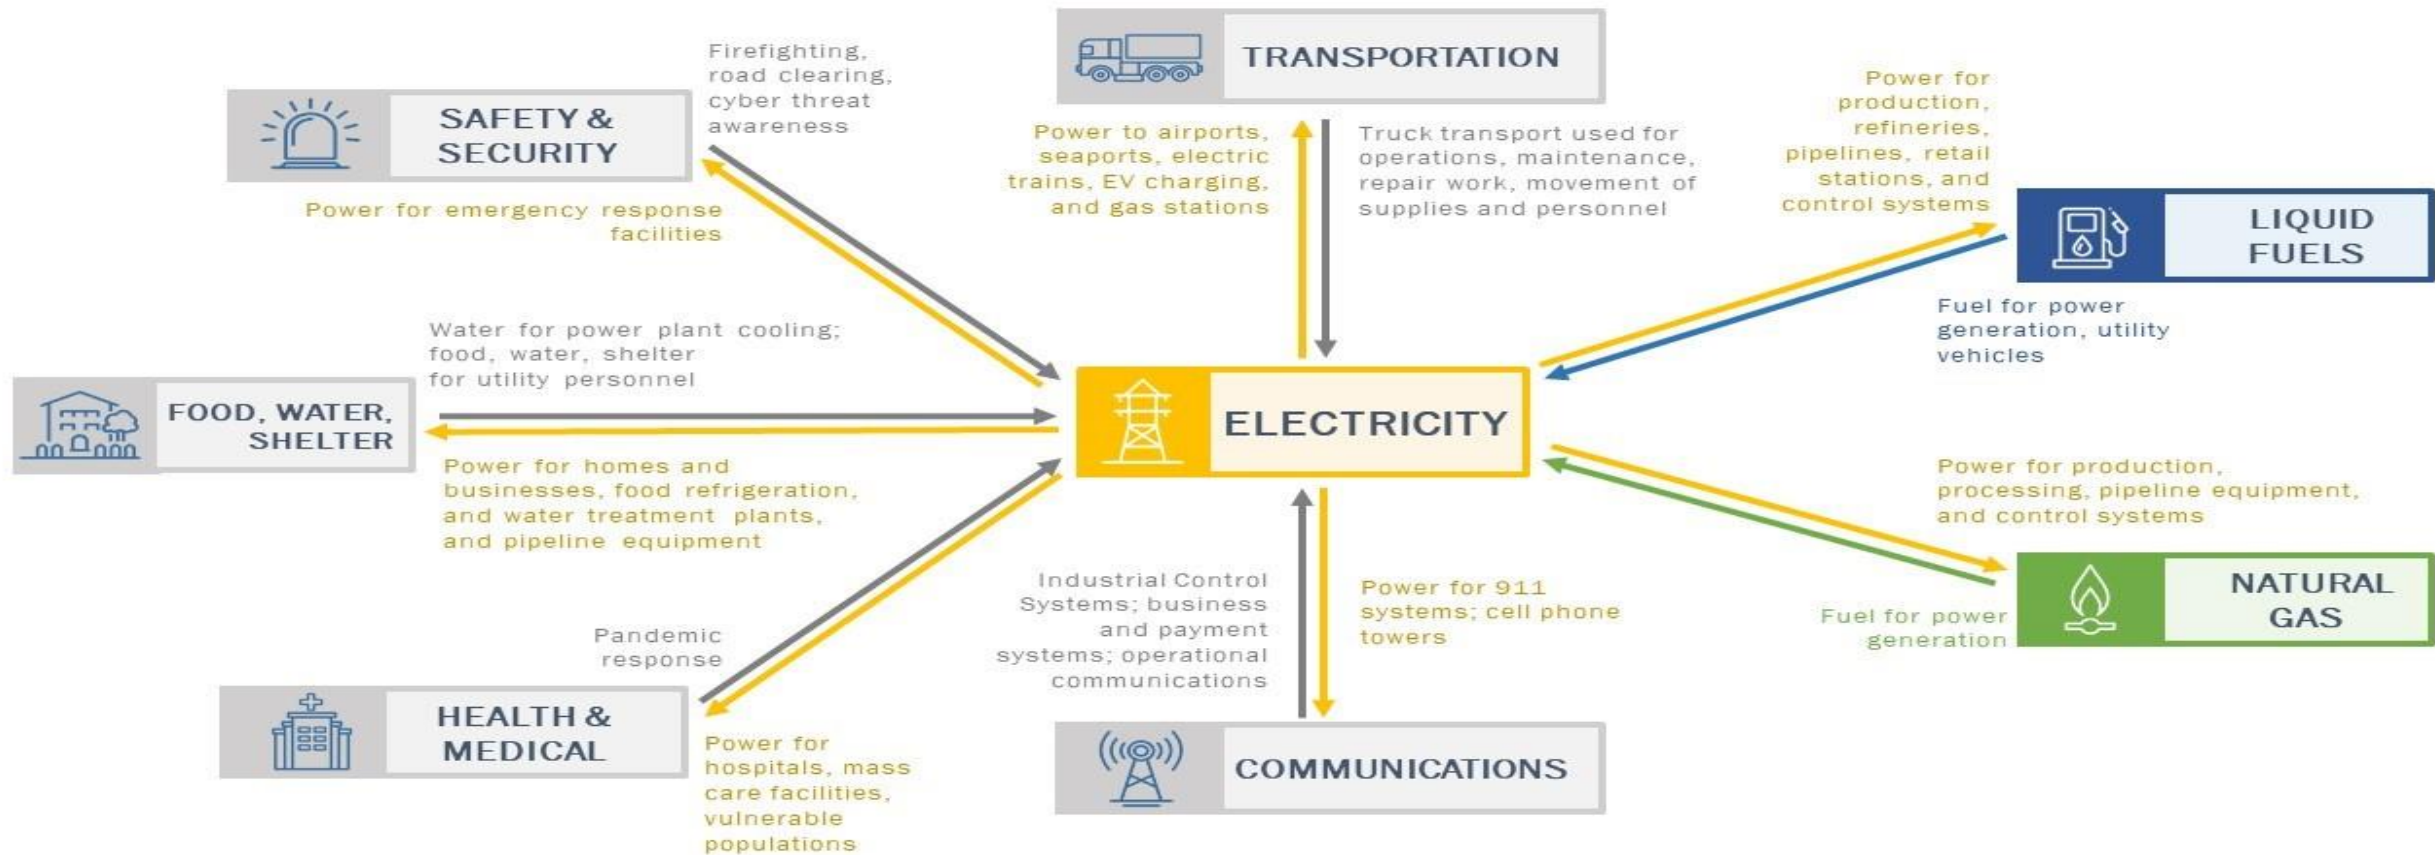 Firefighting,
road clearing,
cyber threat
awareness
SAFETY &
SECURITY
Power for emergency response
facilities
TRANSPORTATION
Power to airports,
seaports, electric
trains, EV charging,
and gas stations
Truck transport used for
operations, maintenance,
repair work, movement of
supplies and personnel
Power for
production,
refineries,
pipelines, retail
stations, and
control systems
LIQUID
FUELS
Fuel for power
generation, utility
vehicles
Water for power plant cooling;
food, water, shelter
for utility personnel
FOOD, WATER,
SHELTER
Power for homes and
businesses, food refrigeration,
and water treatment plants,
and pipeline equipment
ELECTRICITY
Power for production,
processing, pipeline equipment,
and control systems
NATURAL
GAS
Fuel for power
generation
Pandemic
response
HEALTH &
MEDICAL
Power for
hospitals, mass
care facilities,
vulnerable
populations
Industrial Control
Systems; business
and payment
systems; operational
communications
Power for 911
systems; cell phone
towers
COMMUNICATIONS